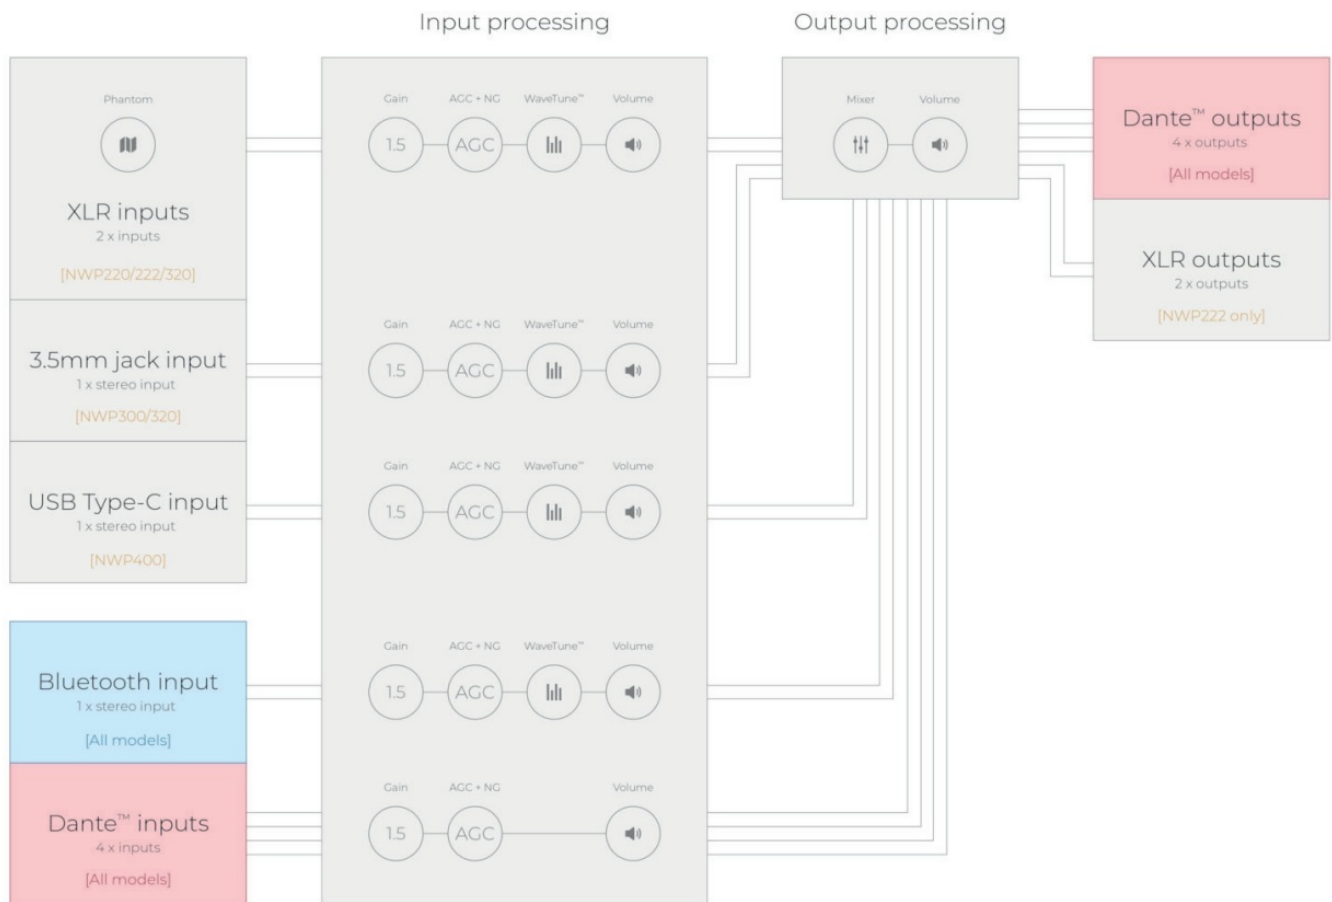 Input processing
Output processing
Phantom
XLR inputs
2 x inputs
[NWP220/222/320]
3.5mm jack input
1 x stereo input
[NWP300/320]
USB Type-C input
1 x stereo input
[NWP400]
Bluetooth input
1 x stereo input
[All models]
Dante™ inputs
4 x inputs
[All models]
Gain AGC + NG WaveTune™ Volume
1.5 AGC
Gain AGC + NG WaveTune™ Volume
1.5 AGC
Gain AGC + NG WaveTune™ Volume
1.5 AGC
Gain AGC + NG WaveTune™ Volume
1.5 AGC
Gain AGC + NG Volume
1.5 AGC
Mixer Volume
Dante™ outputs
4 x outputs
[All models]
XLR outputs
2 x outputs
[NWP222 only]